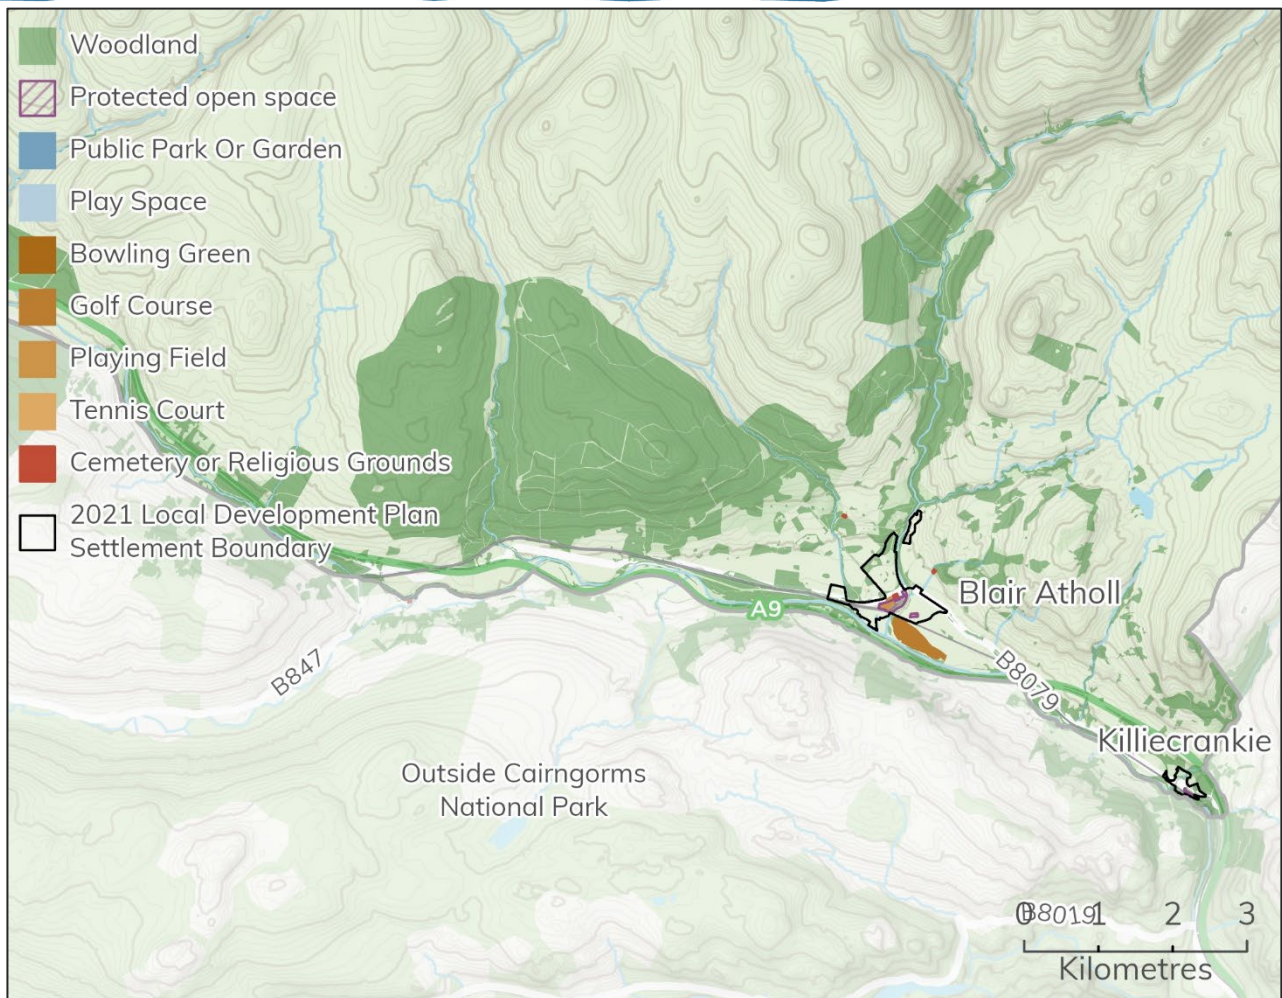 Woodland
Protected open space
Public Park Or Garden
Play Space
Bowling Green
Golf Course
Playing Field
Tennis Court
Cemetery or Religious Grounds
2021 Local Development Plan
Settlement Boundary
Blair Atholl
A9
B847
B8079
Killiecrankie
Outside Cairngorms
National Park
B8019
0 1 2 3
Kilometres